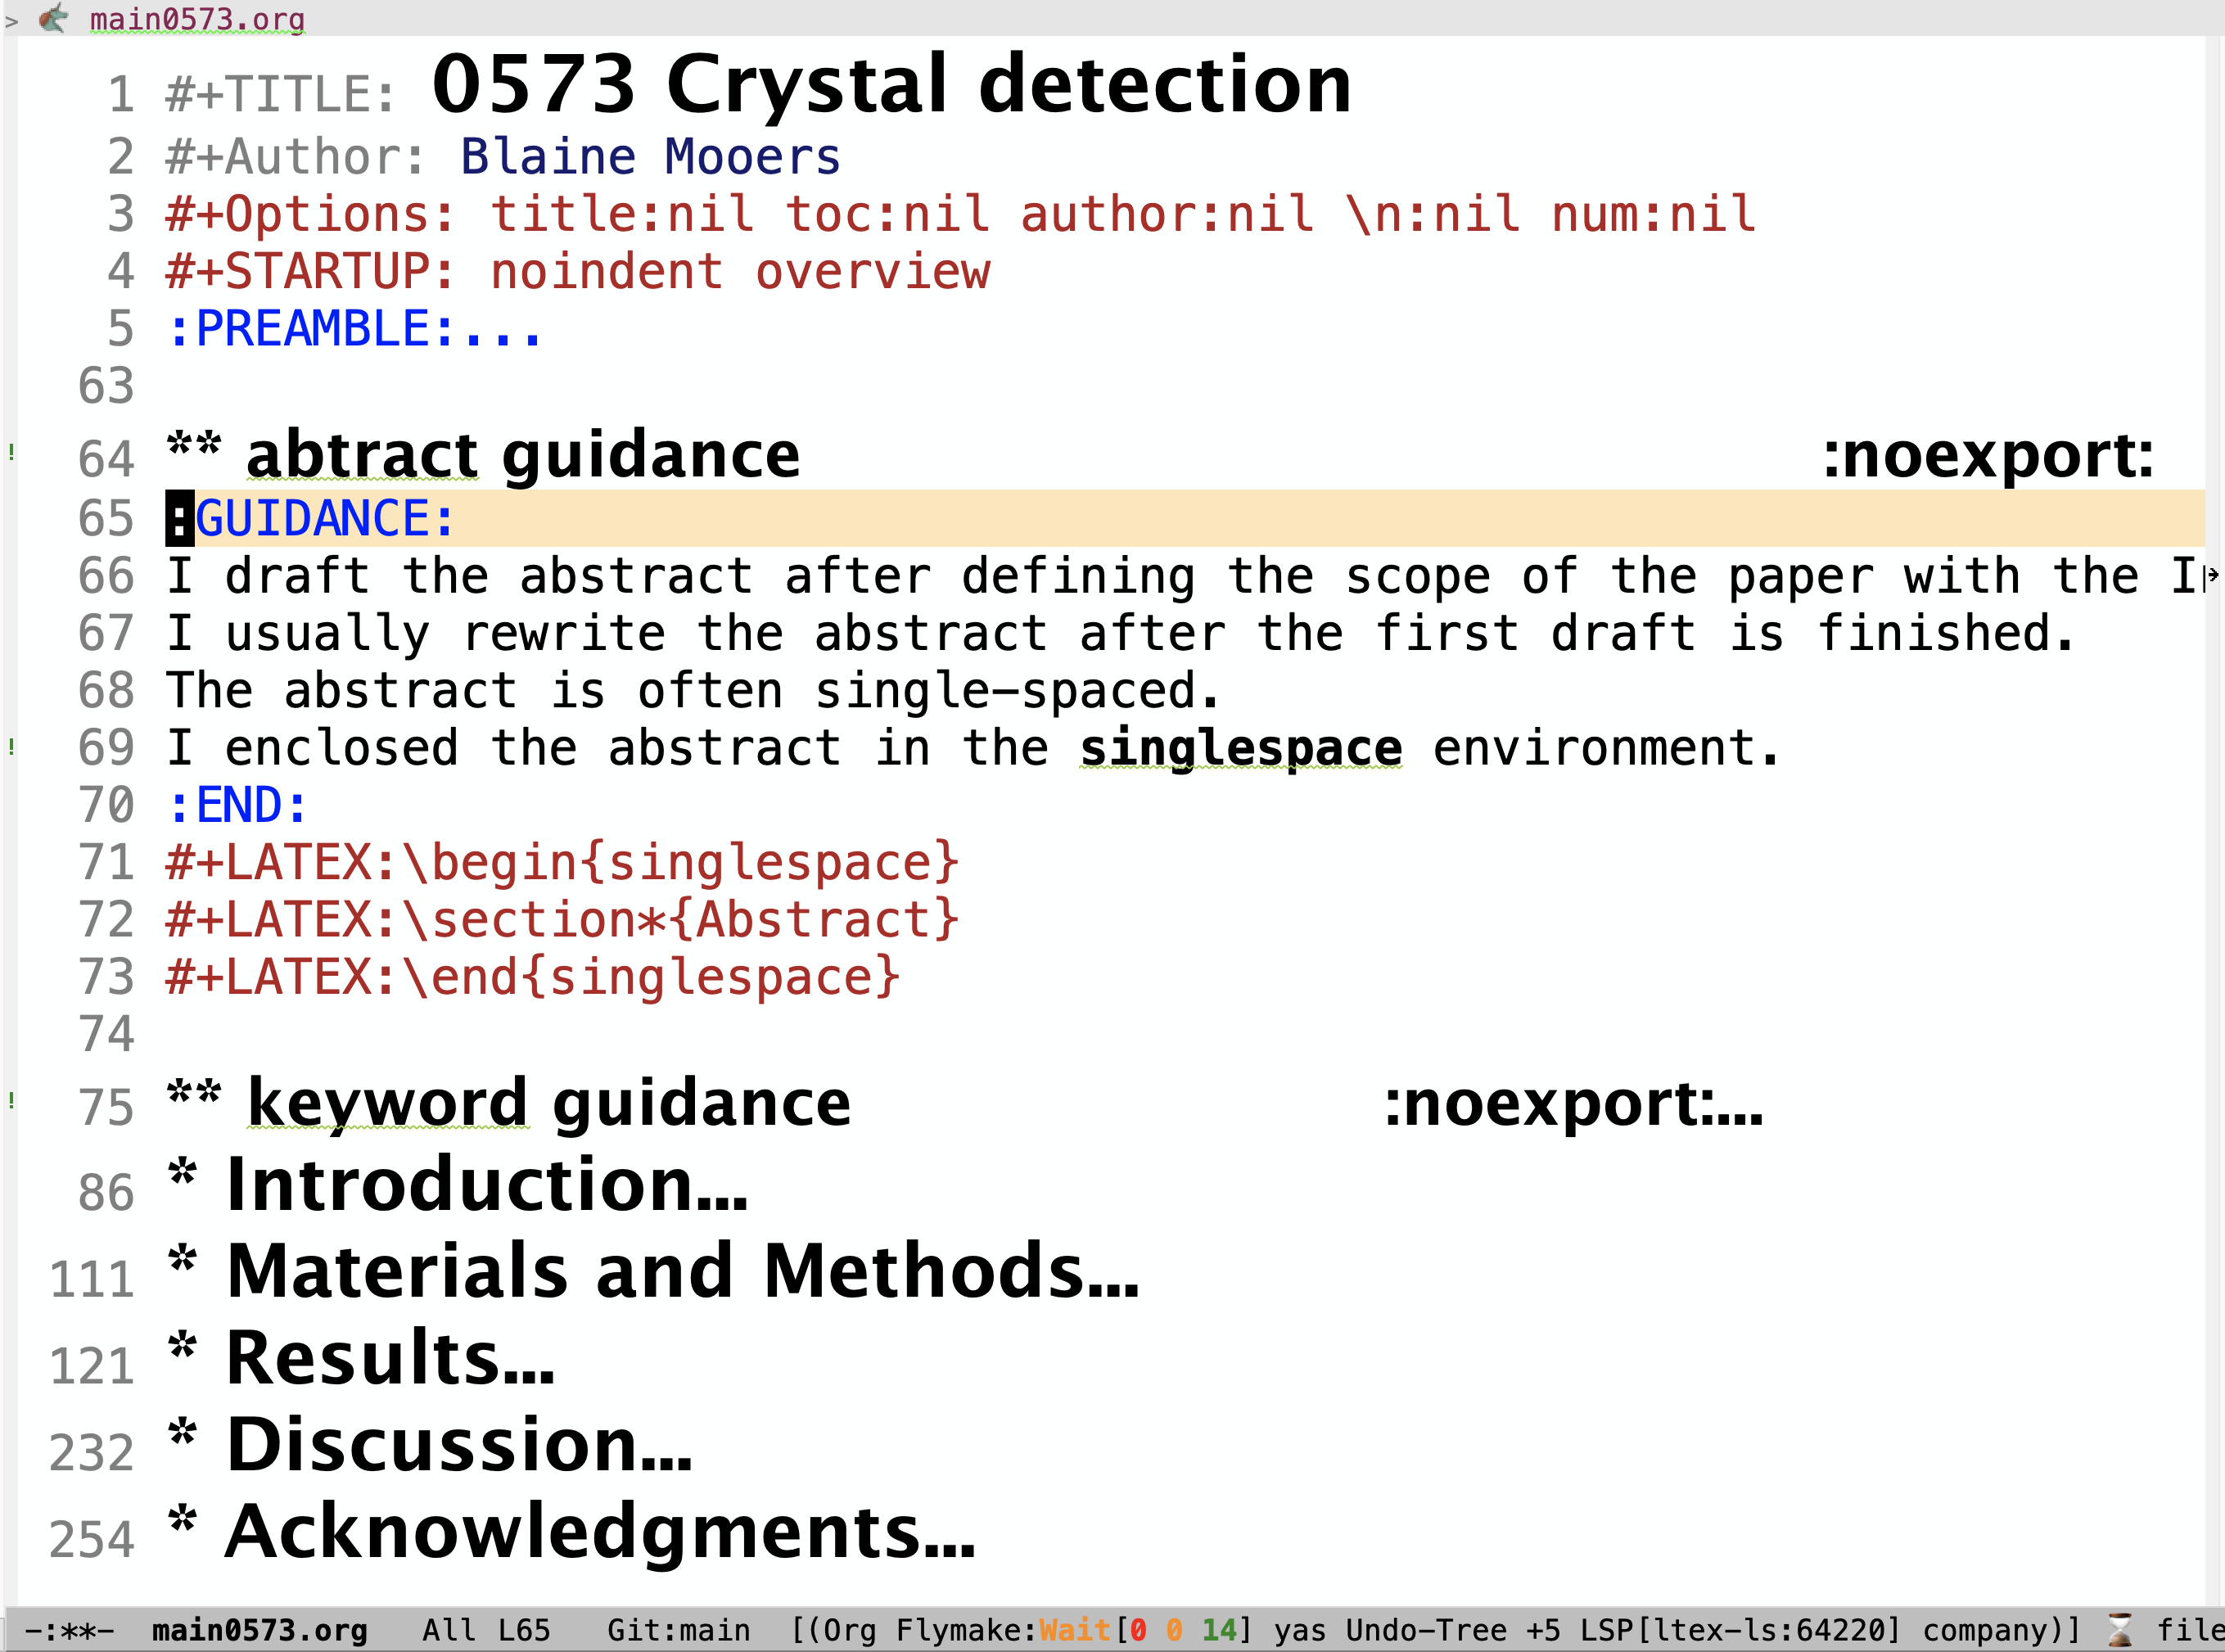 > main0573.org
1 #+TITLE: 0573 Crystal detection
2 #+Author: Blaine Mooers
3 #+Options: title:nil toc:nil author:nil \n:nil num:nil
4 #+STARTUP: noindent overview
5 :PREAMBLE:...
63
! 64 ** abtract guidance :noexport:
65 :GUIDANCE:
66 I draft the abstract after defining the scope of the paper with the
67 I usually rewrite the abstract after the first draft is finished.
68 The abstract is often single-spaced.
! 69 I enclosed the abstract in the singlespace environment.
70 :END:
71 #+LATEX:\begin{singlespace}
72 #+LATEX:\section*{Abstract}
73 #+LATEX:\end{singlespace}
74
! 75 ** keyword guidance :noexport:...
86 * Introduction...
111 * Materials and Methods...
121 * Results...
232 * Discussion...
254 * Acknowledgments...
-:**- main0573.org All L65 Git:main [(Org Flymake:Wait[0 0 14] yas Undo-Tree +5 LSP[ltex-ls:64220] company)] ⏳ file